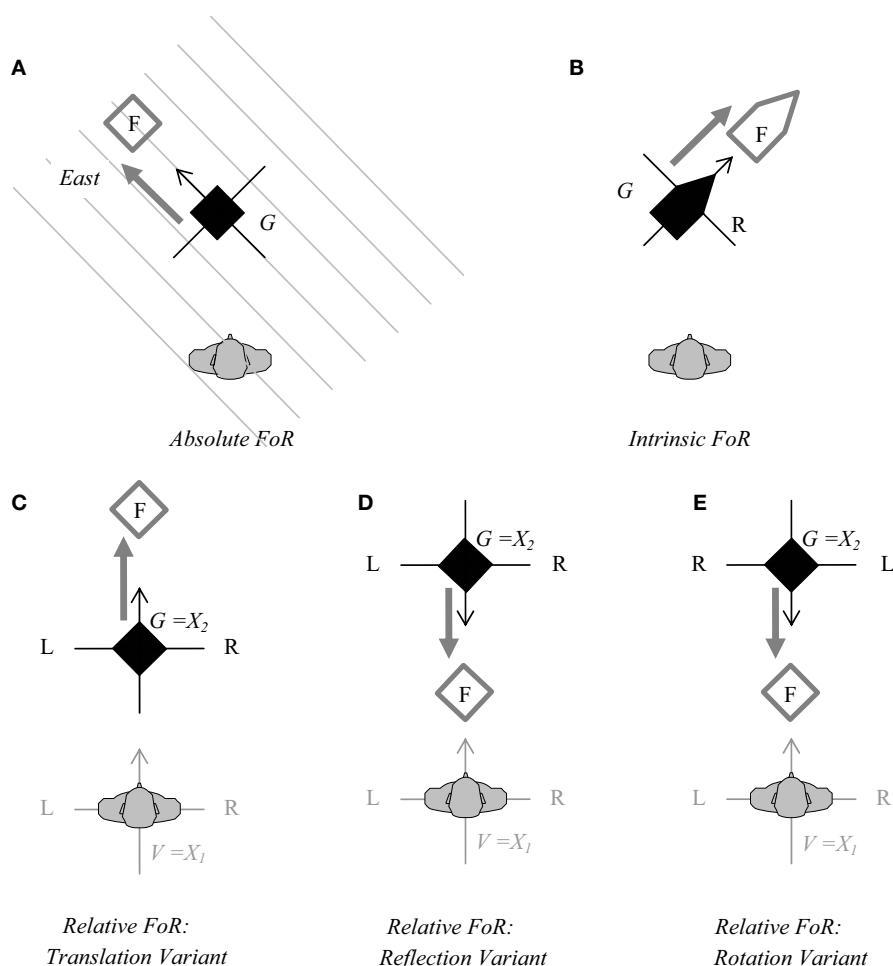 A
F
East
G
Absolute FoR
B
F
G
R
Intrinsic FoR
C
F
G =X2
L R
L R
V =X1
Relative FoR:
Translation Variant
D
G =X2
L R
F
L R
V =X1
Relative FoR:
Reflection Variant
E
G =X2
R L
F
L R
V =X1
Relative FoR:
Rotation Variant